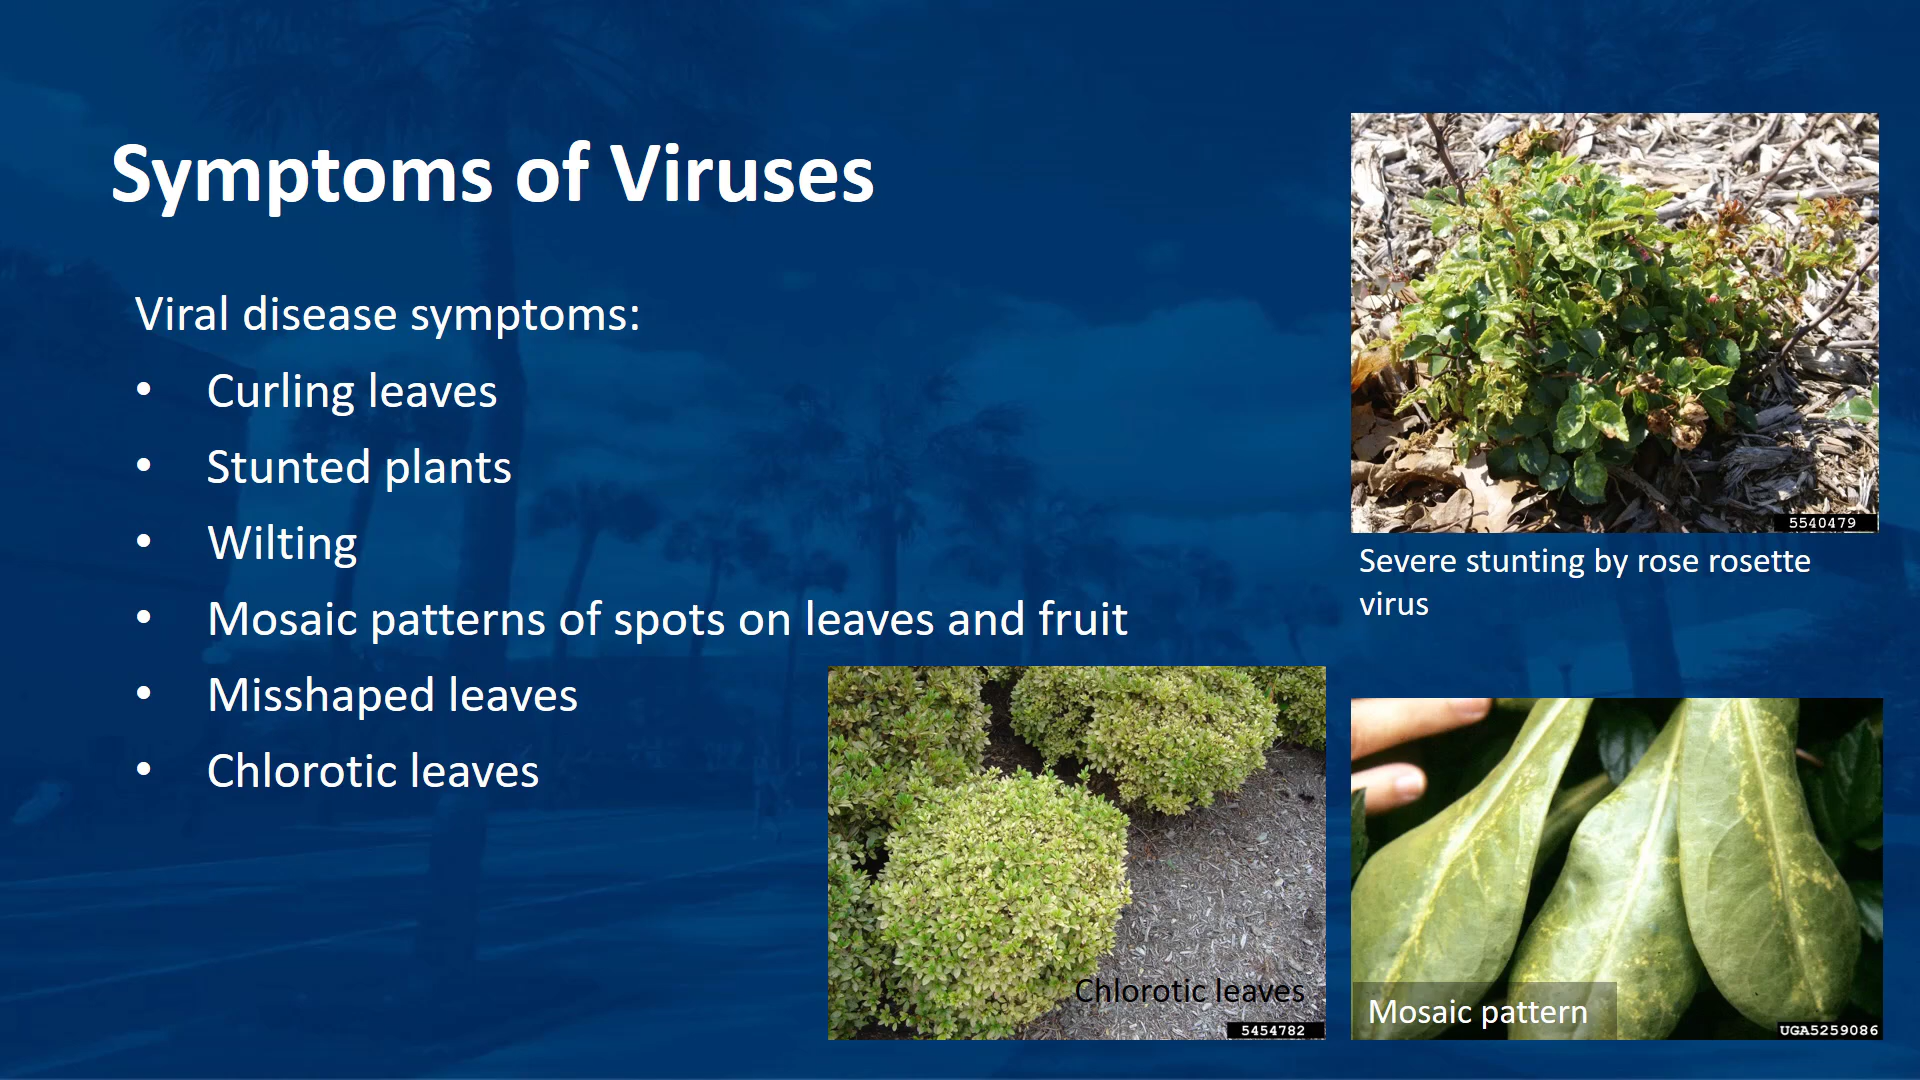 Symptoms of Viruses
Viral disease symptoms:
• Curling leaves
• Stunted plants
• Wilting
• Mosaic patterns of spots on leaves and fruit
• Misshaped leaves
• Chlorotic leaves
5540479
Severe stunting by rose rosette
virus
Chlorotic leaves
5454782
Mosaic pattern
UGA5259086